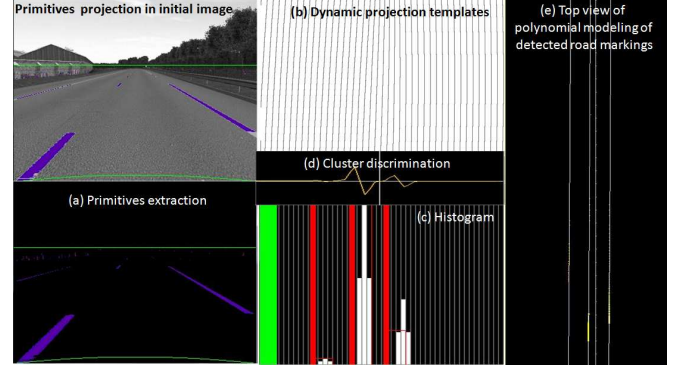 Primitives projection in initial image
(b) Dynamic projection templates
(e) Top view of
polynomial modeling of
detected road markings
(d) Cluster discrimination
(a) Primitives extraction
(c) Histogram